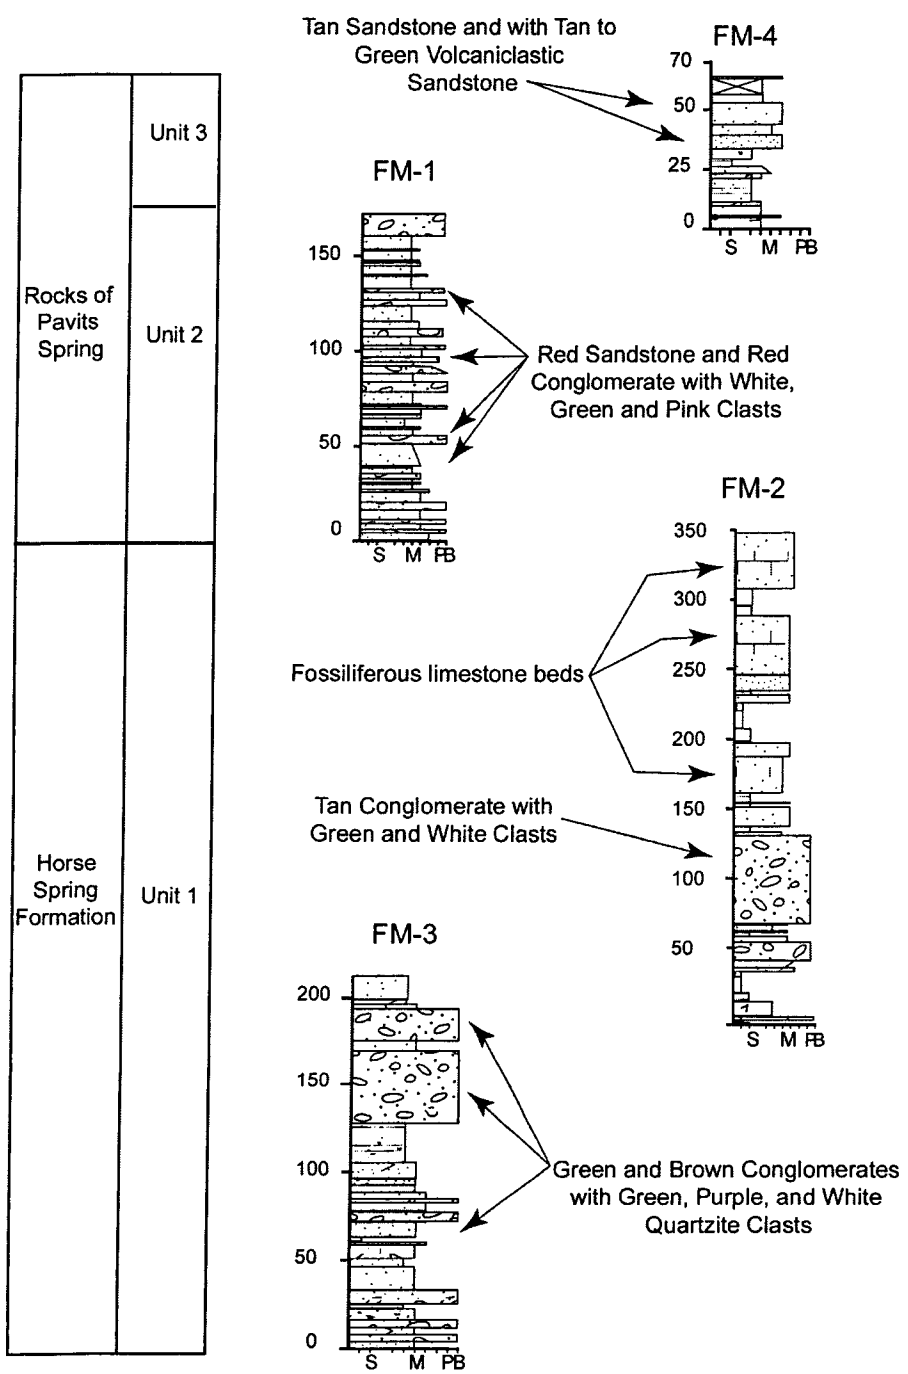 Tan Sandstone and with Tan to
Green Volcaniclastic
Sandstone
FM-4
70
50
25
0
S M PB
Unit 3
Rocks of
Pavits
Spring
Unit 2
FM-1
150
100
50
0
S M PB
Red Sandstone and Red
Conglomerate with White,
Green and Pink Clasts
FM-2
350
300
250
200
150
100
50
S M PB
Fossiliferous limestone beds
Tan Conglomerate with
Green and White Clasts
Horse
Spring
Formation
Unit 1
FM-3
200
150
100
50
0
S M PB
Green and Brown Conglomerates
with Green, Purple, and White
Quartzite Clasts